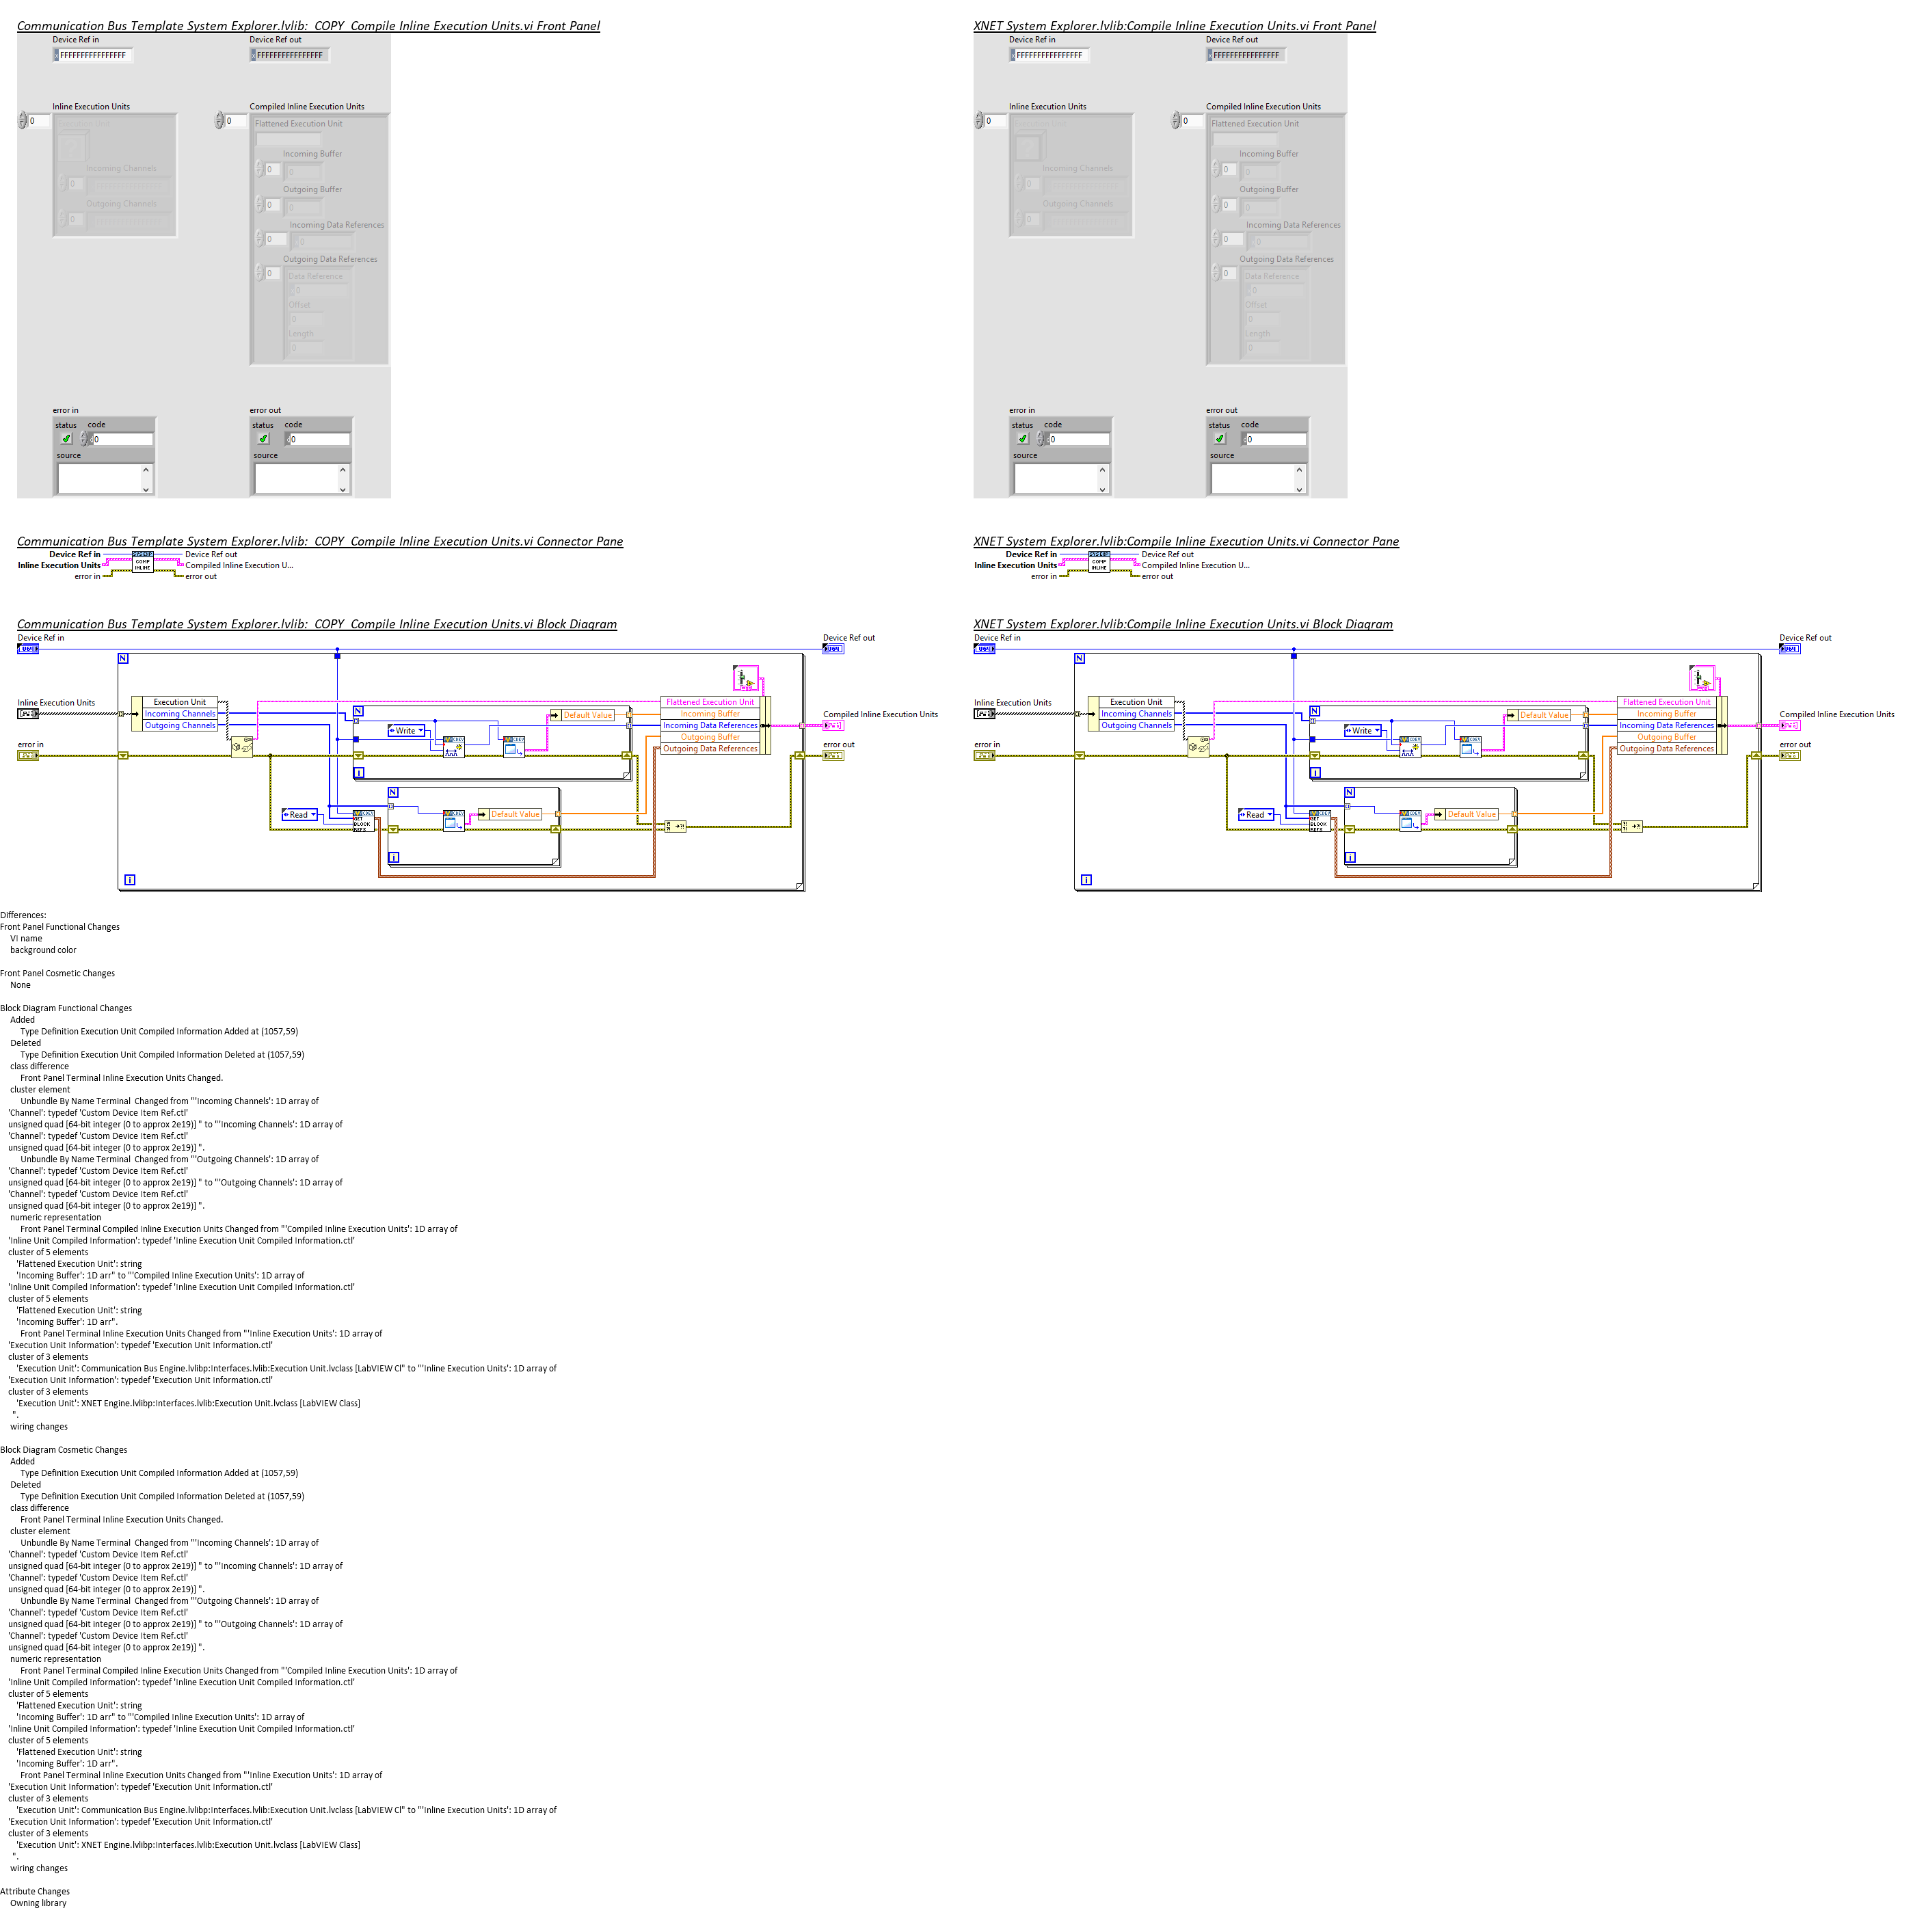 Communication Bus Template System Explorer.lvlib:_COPY_Compile Inline Execution Units.vi Front Panel
Device Ref in
Device Ref out
FFFFFFFFFFFFFFFF
FFFFFFFFFFFFFFFF
Inline Execution Units
Compiled Inline Execution Units
0
0
Execution Unit
Flattened Execution Unit
Incoming Buffer
0
0
Incoming Channels
0
Outgoing Buffer
0
0
Outgoing Channels
0
Incoming Data References
0
0
Outgoing Data References
0
Data Reference
0
Offset
0
Length
0
error in
error out
status code
status code
0
0
source
source
XNET System Explorer.lvlib:Compile Inline Execution Units.vi Front Panel
Device Ref in
Device Ref out
FFFFFFFFFFFFFFFF
FFFFFFFFFFFFFFFF
Inline Execution Units
Compiled Inline Execution Units
0
0
Execution Unit
Flattened Execution Unit
Incoming Buffer
0
0
Incoming Channels
0
Outgoing Buffer
0
0
Outgoing Channels
0
Incoming Data References
0
0
Outgoing Data References
0
Data Reference
0
Offset
0
Length
0
error in
error out
status code
status code
0
0
source
source
Communication Bus Template System Explorer.lvlib:_COPY_Compile Inline Execution Units.vi Connector Pane
Device Ref in
Device Ref out
Inline Execution Units
COMP
INLINE
Compiled Inline Execution U...
error in
error out
XNET System Explorer.lvlib:Compile Inline Execution Units.vi Connector Pane
Device Ref in
Device Ref out
Inline Execution Units
COMP
INLINE
Compiled Inline Execution U...
error in
error out
Communication Bus Template System Explorer.lvlib:_COPY_Compile Inline Execution Units.vi Block Diagram
Device Ref in
Device Ref out
U64
U64
N
Inline Execution Units
Execution Unit
Incoming Channels
Outgoing Channels
N
Write
Default Value
Flattened Execution Unit
Incoming Buffer
Incoming Data References
Outgoing Buffer
Outgoing Data References
Compiled Inline Execution Units
error in
error out
i
N
Read
GET
BLOCK
REFS
Default Value
i
i
XNET System Explorer.lvlib:Compile Inline Execution Units.vi Block Diagram
Device Ref in
Device Ref out
U64
U64
N
Inline Execution Units
Execution Unit
Incoming Channels
Outgoing Channels
N
Write
Default Value
Flattened Execution Unit
Incoming Buffer
Incoming Data References
Outgoing Buffer
Outgoing Data References
Compiled Inline Execution Units
error in
error out
i
N
Read
GET
BLOCK
REFS
Default Value
i
i
Differences:
Front Panel Functional Changes
VI name
background color
Front Panel Cosmetic Changes
None
Block Diagram Functional Changes
Added
Type Definition Execution Unit Compiled Information Added at (1057,59)
Deleted
Type Definition Execution Unit Compiled Information Deleted at (1057,59)
class difference
Front Panel Terminal Inline Execution Units Changed.
cluster element
Unbundle By Name Terminal  Changed from "'Incoming Channels': 1D array of
'Channel': typedef 'Custom Device Item Ref.ctl'
unsigned quad [64-bit integer (0 to approx 2e19)] " to "'Incoming Channels': 1D array of
'Channel': typedef 'Custom Device Item Ref.ctl'
unsigned quad [64-bit integer (0 to approx 2e19)] ".
Unbundle By Name Terminal  Changed from "'Outgoing Channels': 1D array of
'Channel': typedef 'Custom Device Item Ref.ctl'
unsigned quad [64-bit integer (0 to approx 2e19)] " to "'Outgoing Channels': 1D array of
'Channel': typedef 'Custom Device Item Ref.ctl'
unsigned quad [64-bit integer (0 to approx 2e19)] ".
numeric representation
Front Panel Terminal Compiled Inline Execution Units Changed from "'Compiled Inline Execution Units': 1D array of
'Inline Unit Compiled Information': typedef 'Inline Execution Unit Compiled Information.ctl'
cluster of 5 elements
'Flattened Execution Unit': string
'Incoming Buffer': 1D arr" to "'Compiled Inline Execution Units': 1D array of
'Inline Unit Compiled Information': typedef 'Inline Execution Unit Compiled Information.ctl'
cluster of 5 elements
'Flattened Execution Unit': string
'Incoming Buffer': 1D arr".
Front Panel Terminal Inline Execution Units Changed from "'Inline Execution Units': 1D array of
'Execution Unit Information': typedef 'Execution Unit Information.ctl'
cluster of 3 elements
'Execution Unit': Communication Bus Engine.lvlibp:Interfaces.lvlib:Execution Unit.lvclass [LabVIEW Cl" to "'Inline Execution Units': 1D array of
'Execution Unit Information': typedef 'Execution Unit Information.ctl'
cluster of 3 elements
'Execution Unit': XNET Engine.lvlibp:Interfaces.lvlib:Execution Unit.lvclass [LabVIEW Class]
".
wiring changes
Block Diagram Cosmetic Changes
Added
Type Definition Execution Unit Compiled Information Added at (1057,59)
Deleted
Type Definition Execution Unit Compiled Information Deleted at (1057,59)
class difference
Front Panel Terminal Inline Execution Units Changed.
cluster element
Unbundle By Name Terminal  Changed from "'Incoming Channels': 1D array of
'Channel': typedef 'Custom Device Item Ref.ctl'
unsigned quad [64-bit integer (0 to approx 2e19)] " to "'Incoming Channels': 1D array of
'Channel': typedef 'Custom Device Item Ref.ctl'
unsigned quad [64-bit integer (0 to approx 2e19)] ".
Unbundle By Name Terminal  Changed from "'Outgoing Channels': 1D array of
'Channel': typedef 'Custom Device Item Ref.ctl'
unsigned quad [64-bit integer (0 to approx 2e19)] " to "'Outgoing Channels': 1D array of
'Channel': typedef 'Custom Device Item Ref.ctl'
unsigned quad [64-bit integer (0 to approx 2e19)] ".
numeric representation
Front Panel Terminal Compiled Inline Execution Units Changed from "'Compiled Inline Execution Units': 1D array of
'Inline Unit Compiled Information': typedef 'Inline Execution Unit Compiled Information.ctl'
cluster of 5 elements
'Flattened Execution Unit': string
'Incoming Buffer': 1D arr" to "'Compiled Inline Execution Units': 1D array of
'Inline Unit Compiled Information': typedef 'Inline Execution Unit Compiled Information.ctl'
cluster of 5 elements
'Flattened Execution Unit': string
'Incoming Buffer': 1D arr".
Front Panel Terminal Inline Execution Units Changed from "'Inline Execution Units': 1D array of
'Execution Unit Information': typedef 'Execution Unit Information.ctl'
cluster of 3 elements
'Execution Unit': Communication Bus Engine.lvlibp:Interfaces.lvlib:Execution Unit.lvclass [LabVIEW Cl" to "'Inline Execution Units': 1D array of
'Execution Unit Information': typedef 'Execution Unit Information.ctl'
cluster of 3 elements
'Execution Unit': XNET Engine.lvlibp:Interfaces.lvlib:Execution Unit.lvclass [LabVIEW Class]
".
wiring changes
Attribute Changes
Owning library